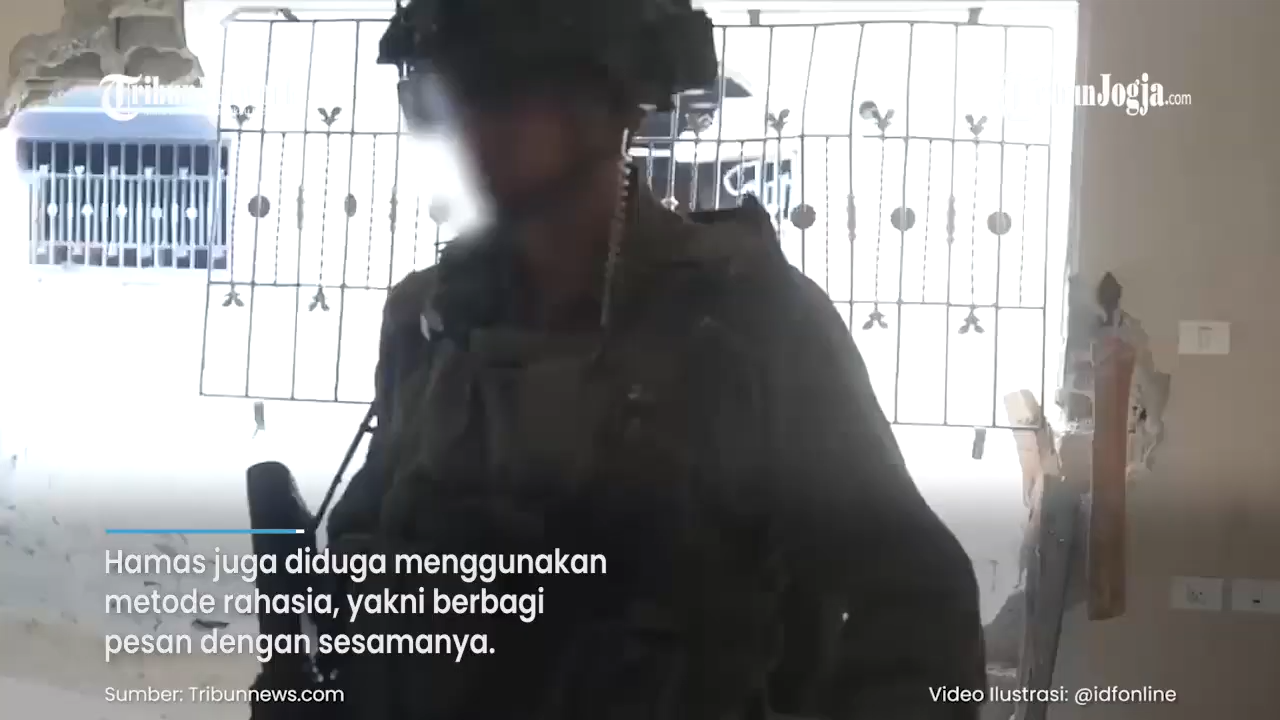 TribunJogja.com
Hamas juga diduga menggunakan
metode rahasia, yakni berbagi
pesan dengan sesamanya.
Sumber: Tribunnews.com
Video Ilustrasi: @idfonline